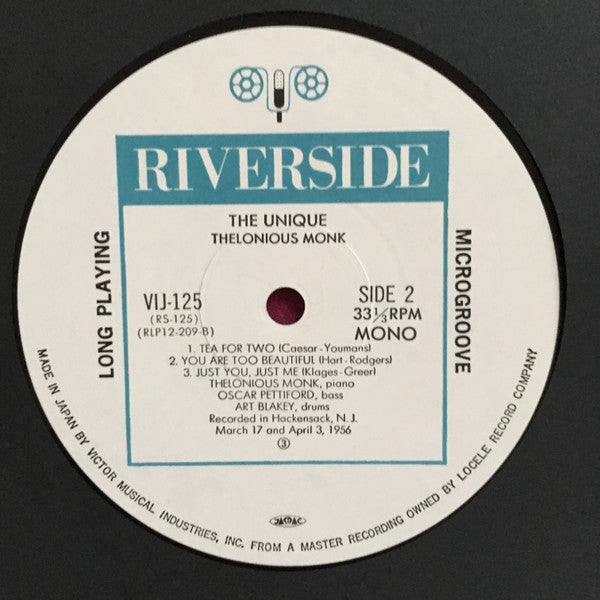 RIVERSIDE
THE UNIQUE
THELONIOUS MONK
LONG PLAYING
MICROGROOVE
VIJ-125
(RS-125)
(RLP12-209-B)
SIDE 2
33⅓RPM
MONO
1. TEA FOR TWO (Caesar-Youmans)
2. YOU ARE TOO BEAUTIFUL (Hart-Rodgers)
3. JUST YOU, JUST ME (Klages-Greer)
THELONIOUS MONK, piano
OSCAR PETTIFORD, bass
ART BLAKEY, drums
Recorded in Hackensack, N. J.
March 17 and April 3, 1956
③
MADE IN JAPAN BY VICTOR MUSICAL INDUSTRIES, INC. FROM A MASTER RECORDING OWNED BY LOCELE RECORD COMPANY
JASRAC